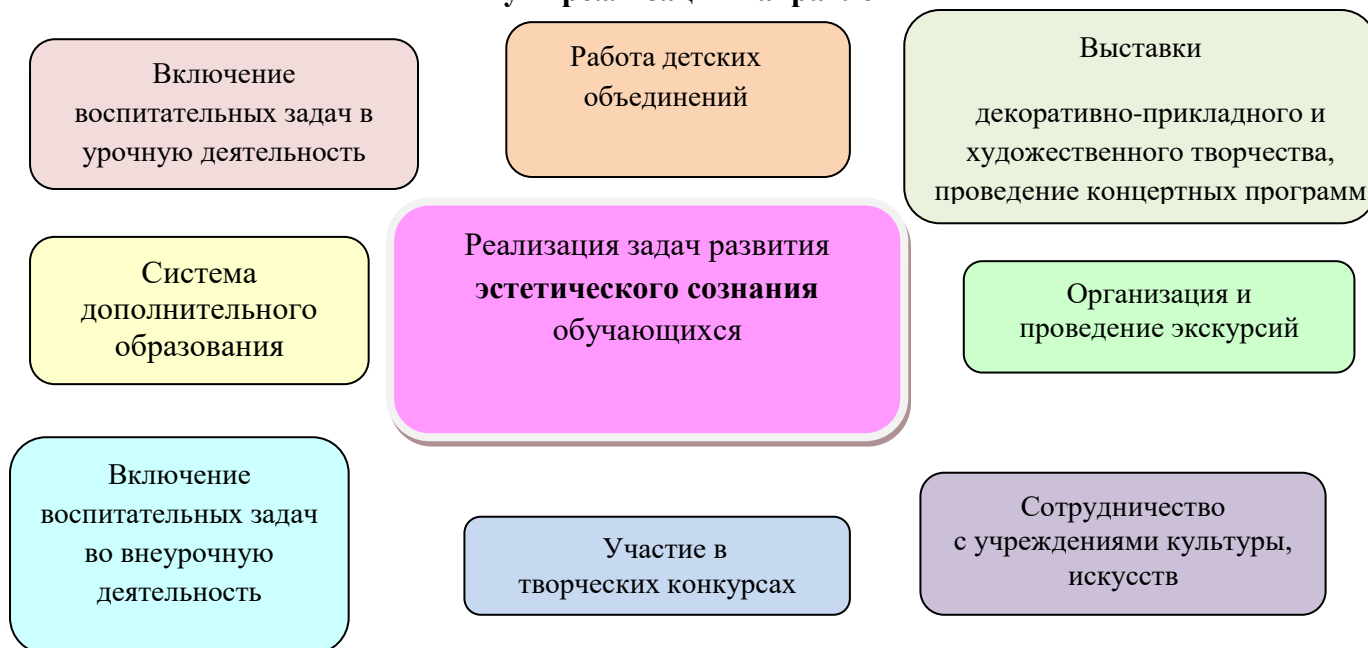 Включение
воспитательных задач в
урочную деятельность
Работа детских
объединений
Выставки
декоративно-прикладного и
художественного творчества,
проведение концертных программ
Система
дополнительного
образования
Реализация задач развития
эстетического сознания
обучающихся
Организация и
проведение экскурсий
Включение
воспитательных задач
во внеурочную
деятельность
Участие в
творческих конкурсах
Сотрудничество
с учреждениями культуры,
искусств